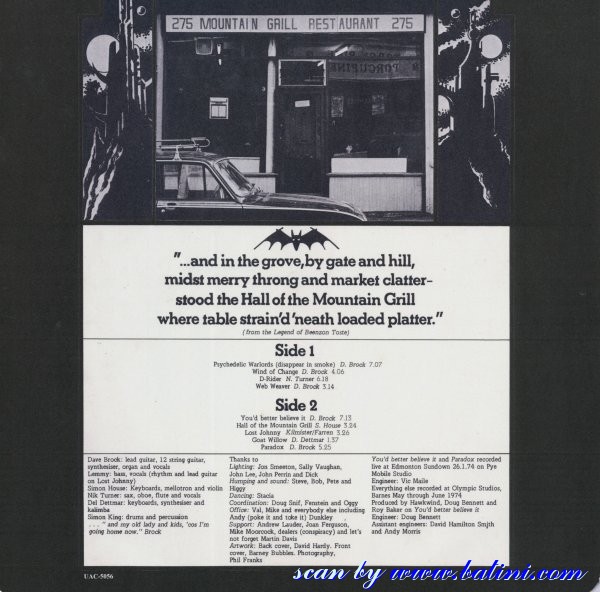 275 MOUNTAIN GRILL RESTAURANT 275
PORCUPINE
"...and in the grove, by gate and hill,
midst merry throng and market clatter-
stood the Hall of the Mountain Grill
where table strain'd 'neath loaded platter."
(from the Legend of Beenzon Toste)
Side 1
Psychedelic Warlords (disappear in smoke) D. Brock 7.07
Wind of Change D. Brock 4.06
D-Rider N. Turner 6.18
Web Weaver D. Brock 3.14
Side 2
You'd better believe it D. Brock 7.13
Hall of the Mountain Grill S. House 3.24
Lost Johnny Kilmister/Farren 3.26
Goat Willow D. Dettmar 1.37
Paradox D. Brock 5.25
Dave Brock: lead guitar, 12 string guitar,
synthesiser, organ and vocals
Lemmy: bass, vocals (rhythm and lead guitar
on Lost Johnny)
Simon House: Keyboards, mellotron and violin
Nik Turner: sax, oboe, flute and vocals
Del Dettmar: keyboards, synthesiser and
kalimba
Simon King: drums and percussion
. . . " and my old lady and kids, 'cos I'm
going home now." Brock
Thanks to
Lighting: Jon Smeeton, Sally Vaughan,
John Lee, John Perrin and Dick
Humping and sound: Steve, Bob, Pete and
Higgy
Dancing: Stacia
Coordination: Doug Smif, Fenstein and Oggy
Office: Val, Mike and everybody else including
Andy (poke it and toke it) Dunkley
Support: Andrew Lauder, Joan Ferguson,
Mike Moorcock, dealers (conspiracy) and let's
not forget Martin Davis
Artwork: Back cover, David Hardy. Front
cover, Barney Bubbles. Photography,
Phil Franks
You'd better believe it and Paradox recorded
live at Edmonton Sundown 26.1.74 on Pye
Mobile Studio
Engineer: Vic Maile
Everything else recorded at Olympic Studios,
Barnes May through June 1974
Produced by Hawkwind, Doug Bennett and
Roy Baker on You'd better believe it
Engineer: Doug Bennett
Assistant engineers: David Hamilton Smith
and Andy Morris
UAC-5056
scan by www.batini.com